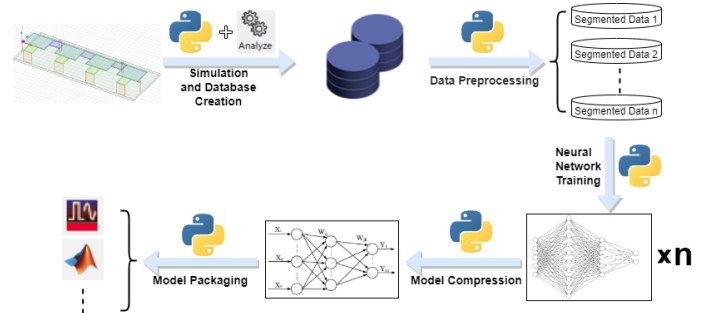 Analyze
Simulation
and Database
Creation
Data Preprocessing
Segmented Data 1
Segmented Data 2
Segmented Data n
Neural
Network
Training
xn
Model Compression
Model Packaging